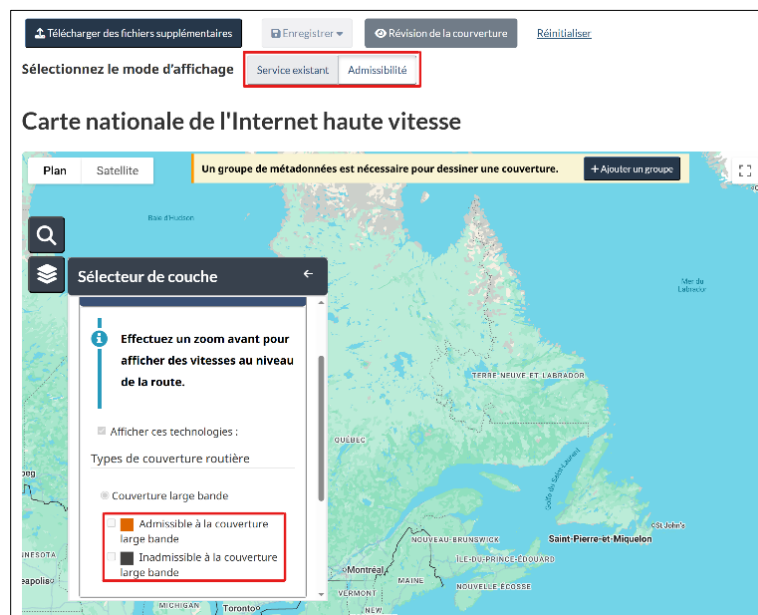 Télécharger des fichiers supplémentaires
Enregistrer
Révision de la courverture
Réinitialiser
Sélectionnez le mode d'affichage
Service existant
Admissibilité
Carte nationale de l'Internet haute vitesse
Plan
Satellite
Un groupe de métadonnées est nécessaire pour dessiner une couverture.
+ Ajouter un groupe
Baie d'Hudson
Sélecteur de couche
Mer du
Labrador
Effectuez un zoom avant pour
afficher des vitesses au niveau
de la route.
TERRE-NEUVE-ET-LABRADOR
Afficher ces technologies :
QUÉBEC
Types de couverture routière
Golfe du Saint-Laurent
Couverture large bande
Admissible à la couverture
large bande
St. John's
NOUVEAU-BRUNSWICK
Saint-Pierre-et-Miquelon
Inadmissible à la couverture
large bande
ÎLE-DU-PRINCE-ÉDOUARD
NNESOTA
eapolis
Montréal
MAINE
NOUVELLE-ÉCOSSE
VERMONT
MICHIGAN
Toronto
NEW